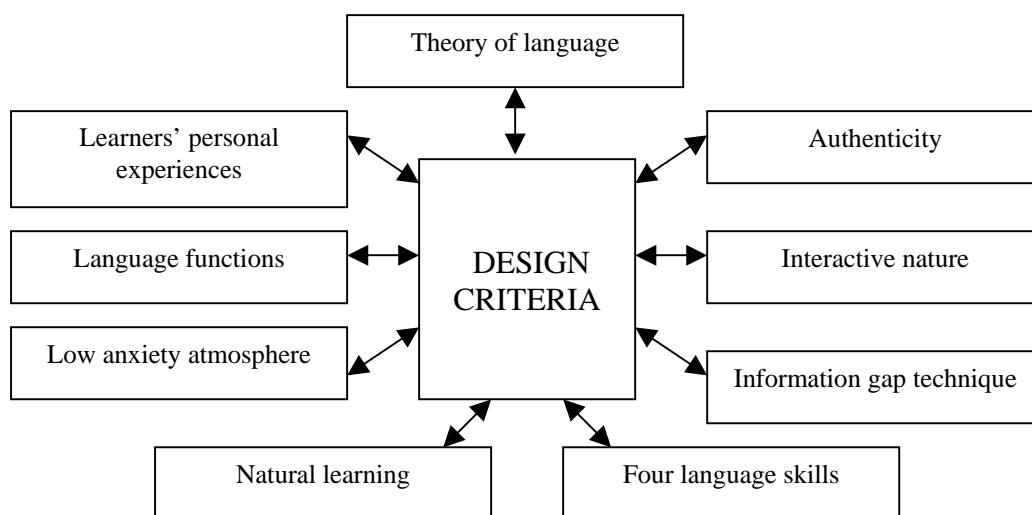 Theory of language
Learners’ personal
experiences
Authenticity
Language functions
DESIGN
CRITERIA
Interactive nature
Low anxiety atmosphere
Information gap technique
Natural learning
Four language skills